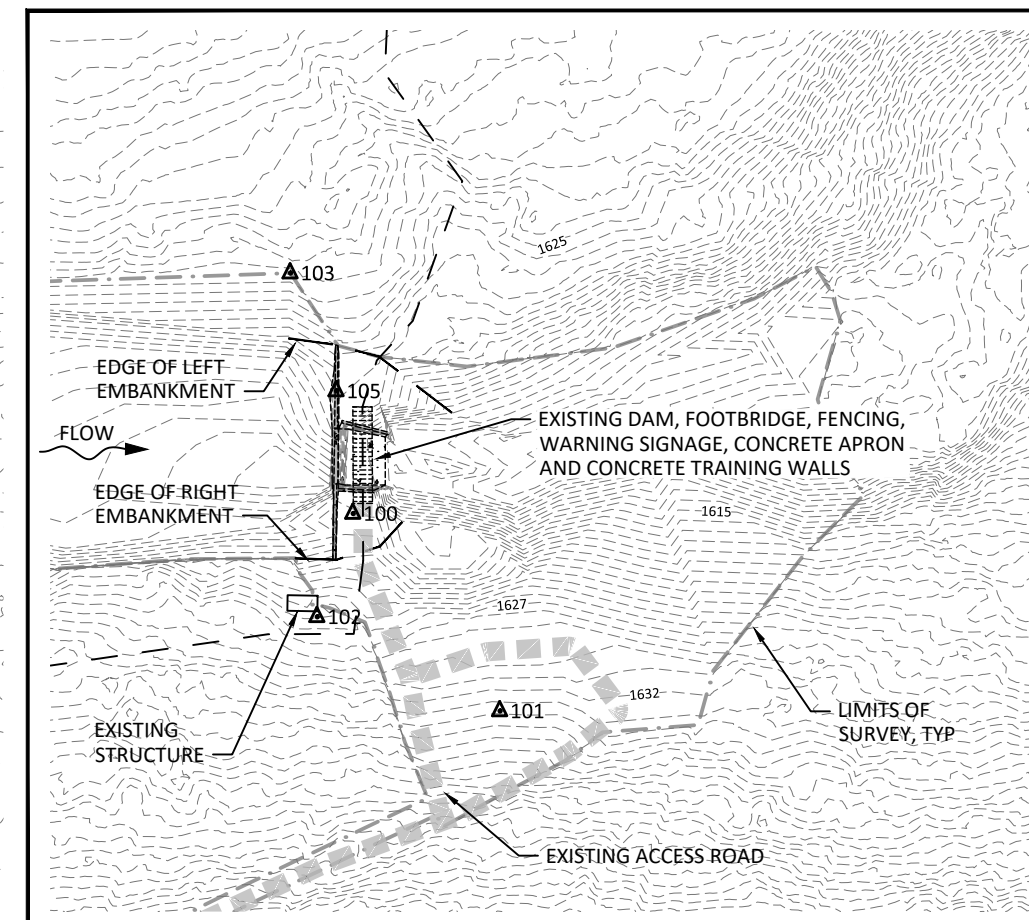 1625
103
EDGE OF LEFT
EMBANKMENT
105
EXISTING DAM, FOOTBRIDGE, FENCING,
WARNING SIGNAGE, CONCRETE APRON
AND CONCRETE TRAINING WALLS
FLOW
EDGE OF RIGHT
EMBANKMENT
100
1615
1627
102
1632
101
LIMITS OF
SURVEY, TYP
EXISTING
STRUCTURE
EXISTING ACCESS ROAD